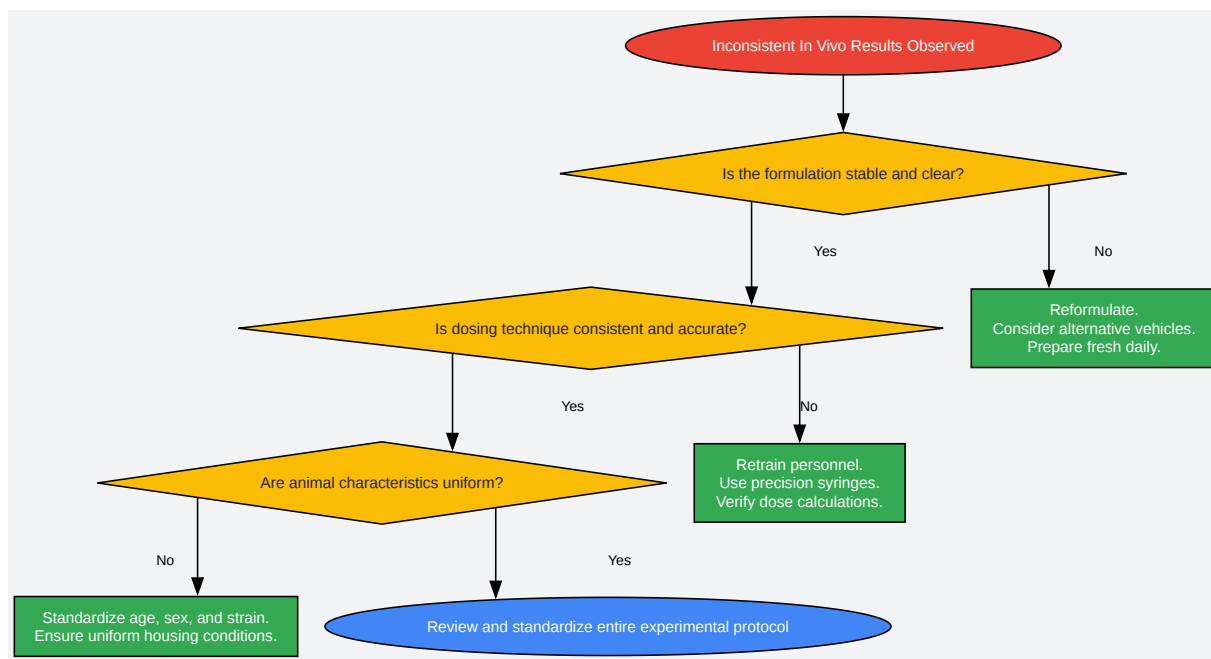 Inconsistent In Vivo Results Observed
Is the formulation stable and clear?
Yes
No
Reformulate.
Consider alternative vehicles.
Prepare fresh daily.
Is dosing technique consistent and accurate?
Yes
No
Retrain personnel.
Use precision syringes.
Verify dose calculations.
Are animal characteristics uniform?
No
Yes
Standardize age, sex, and strain.
Ensure uniform housing conditions.
Review and standardize entire experimental protocol